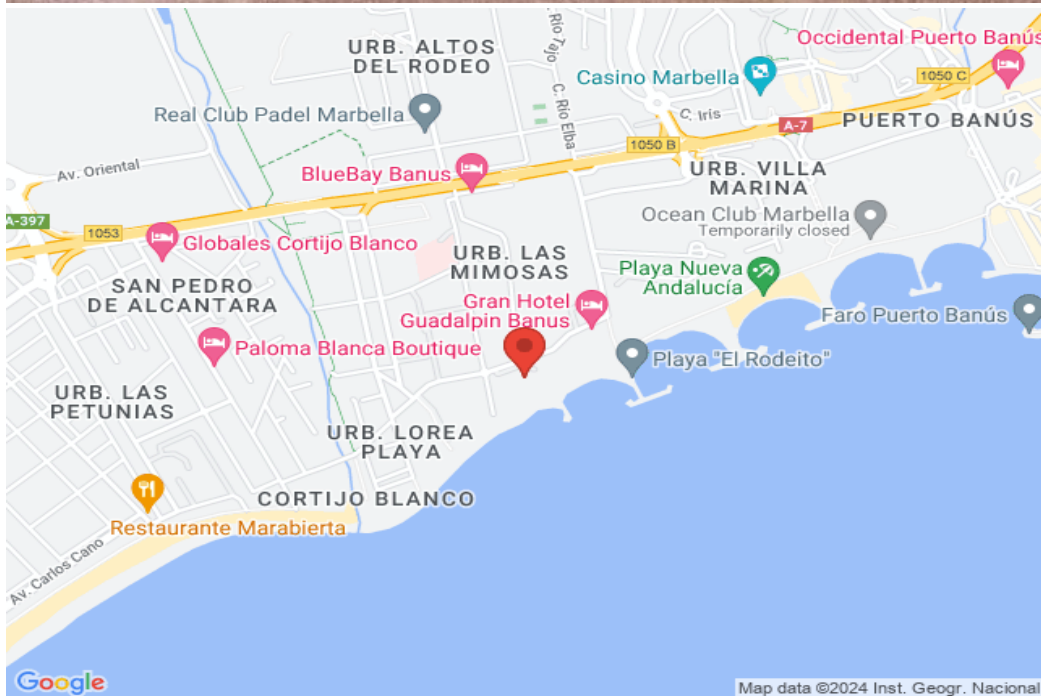 URB. ALTOS
DEL RODEO
C. Río Tajo
C. Río Elba
Occidental Puerto Banús
Casino Marbella
1050 C
Real Club Padel Marbella
C. Iris
A-7
PUERTO BANÚS
1050 B
Av. Oriental
BlueBay Banus
URB. VILLA
MARINA
A-397
1053
Globales Cortijo Blanco
Ocean Club Marbella
Temporarily closed
URB. LAS
MIMOSAS
SAN PEDRO
DE ALCANTARA
Playa Nueva
Andalucía
Gran Hotel
Guadalpin Banus
Faro Puerto Banús
Paloma Blanca Boutique
Playa "El Rodeito"
URB. LAS
PETUNIAS
URB. LOREA
PLAYA
CORTIJO BLANCO
Restaurante Marabierta
Av. Carlos Cano
Google
Map data ©2024 Inst. Geogr. Nacional